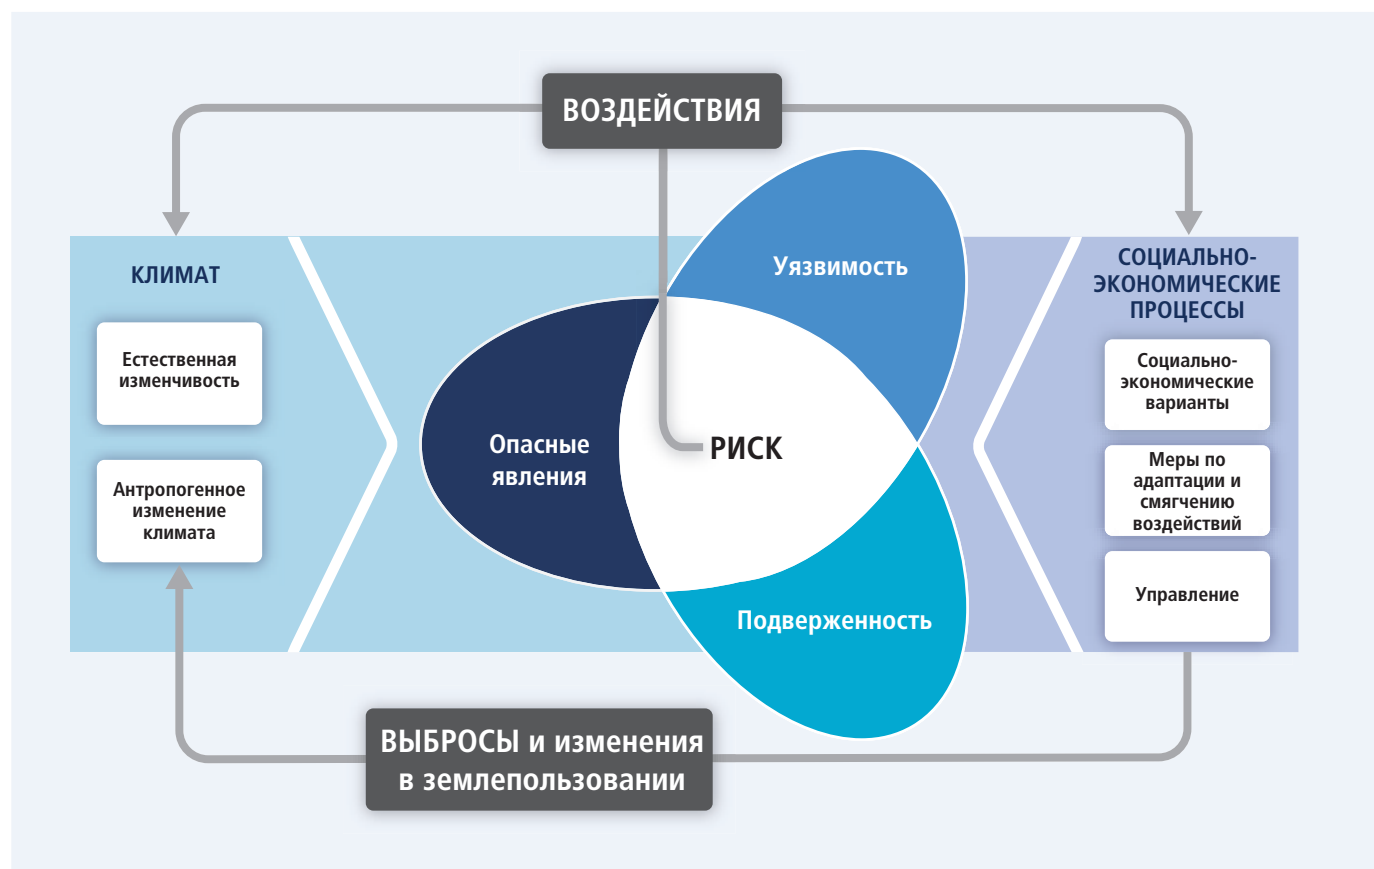 ВОЗДЕЙСТВИЯ
КЛИМАТ
Естественная
изменчивость
Антропогенное
изменение
климата
Уязвимость
Опасные
явления
РИСК
Подверженность
СОЦИАЛЬНО-
ЭКОНОМИЧЕСКИЕ
ПРОЦЕССЫ
Социально-
экономические
варианты
Меры по
адаптации и
смягчению
воздействий
Управление
ВЫБРОСЫ и изменения
в землепользовании